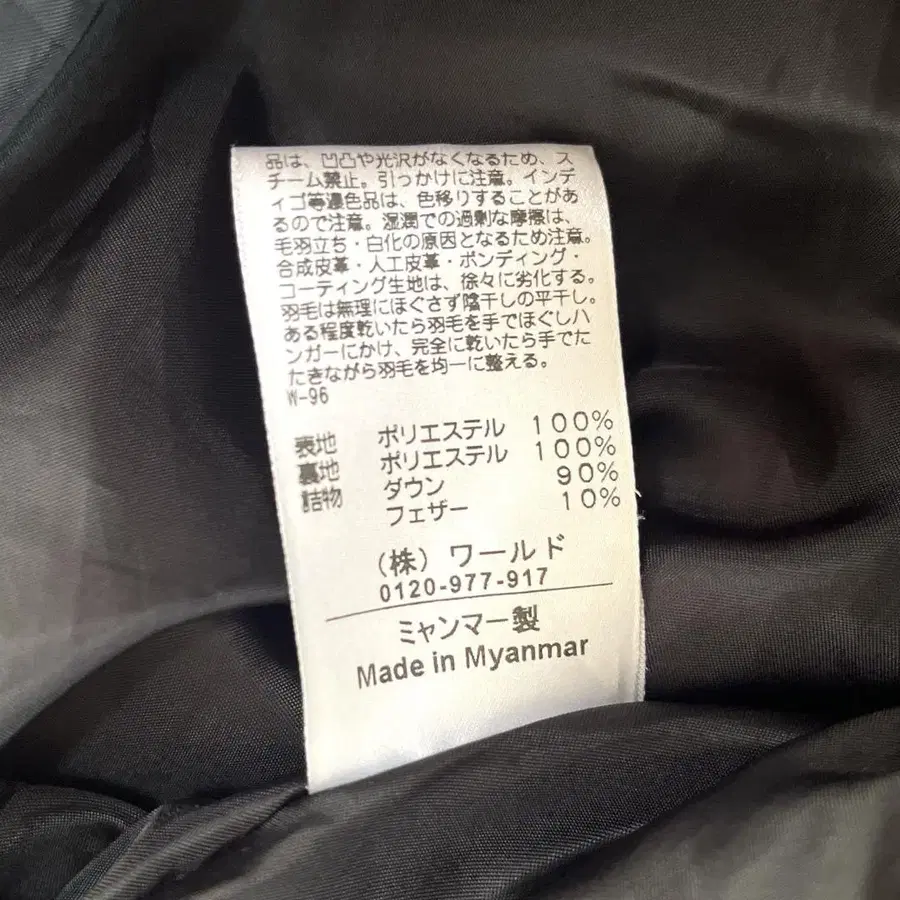 品は、凹凸や光沢がなくなるため、ス
チーム禁止。引っかけに注意。インデ
ィゴ等濃色品は、色移りすることがあ
るので注意。湿潤での過剰な摩擦は、
毛羽立ち・白化の原因となるため注意。
合成皮革・人工皮革・ボンディング・
コーティング生地は、徐々に劣化する。
羽毛は無理にほぐさず陰干しの平干し。
ある程度乾いたら羽毛を手でほぐしハ
ンガーにかけ、完全に乾いたら手でた
たきながら羽毛を均一に整える。
W-96
表地 ポリエステル 100%
裏地 ポリエステル 100%
詰物 ダウン 90%
フェザー 10%
(株) ワールド
0120-977-917
ミャンマー製
Made in Myanmar